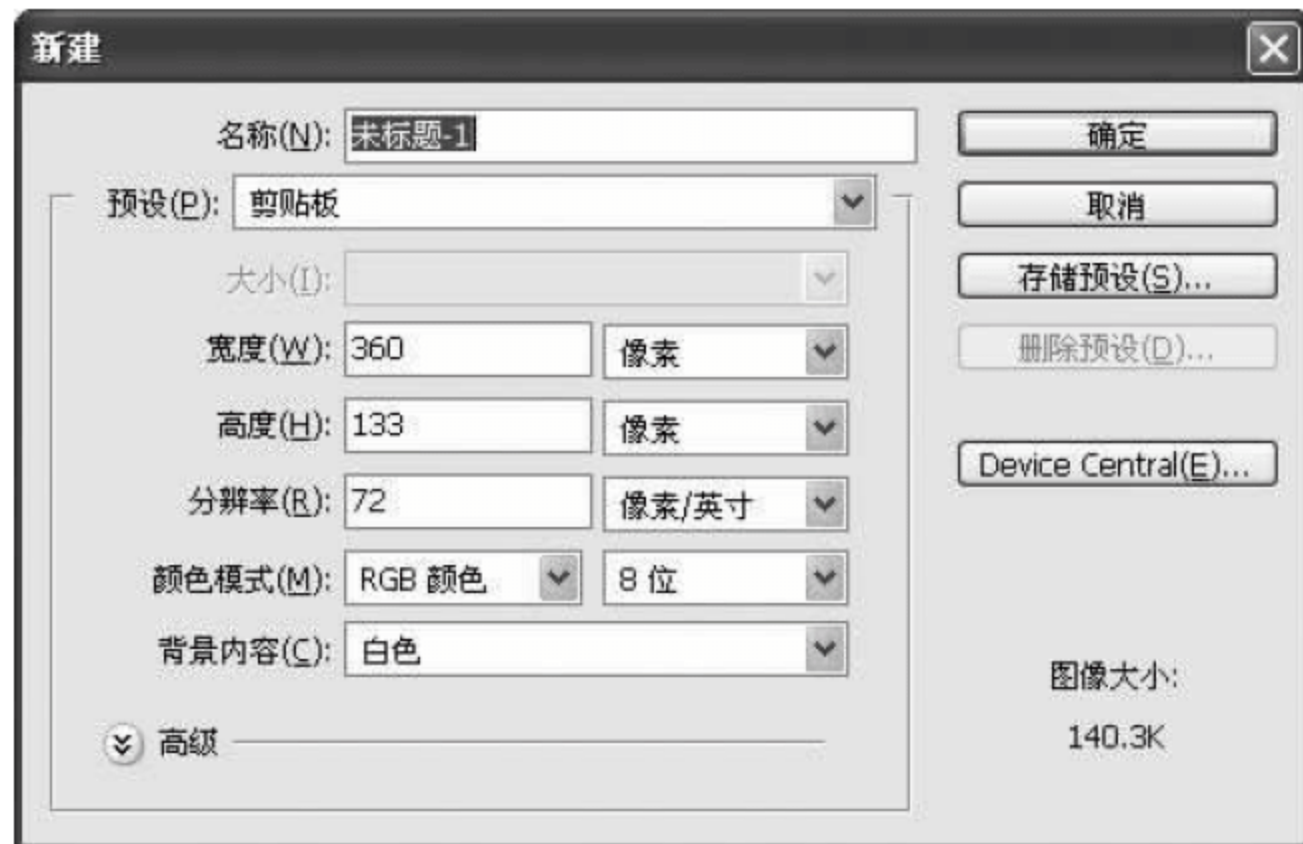 新建
名称(N): 未标题-1
确定
预设(P): 剪贴板
取消
大小(I):
存储预设(S)...
宽度(W): 360 像素
删除预设(D)...
高度(H): 133 像素
Device Central(E)...
分辨率(R): 72 像素/英寸
颜色模式(M): RGB 颜色 8 位
背景内容(C): 白色
图像大小:
高级
140.3K